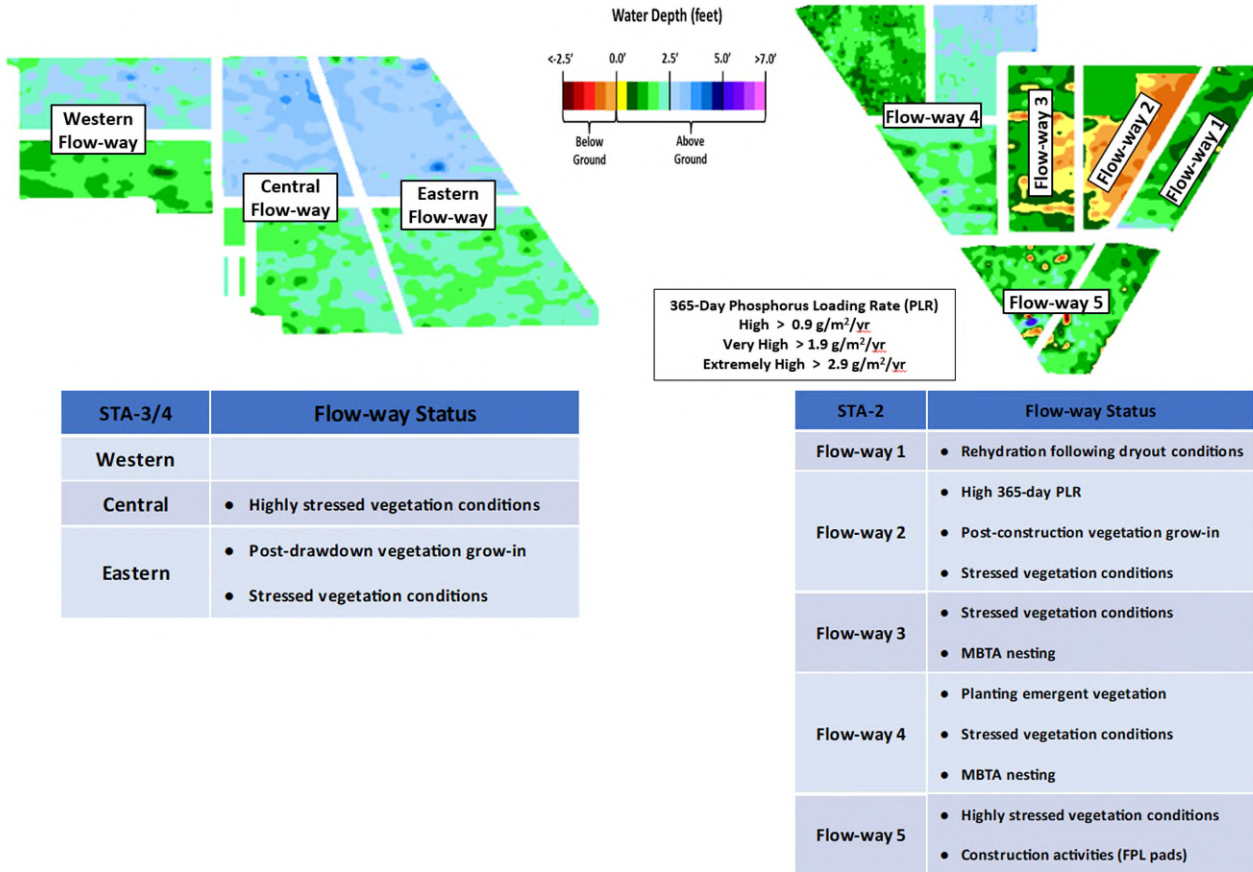 Water Depth (feet)
<-2.5' 0.0' 2.5' 5.0' >7.0'
Below
Ground
Above
Ground
Western
Flow-way
Central
Flow-way
Eastern
Flow-way
Flow-way 4
Flow-way 3
Flow-way 2
Flow-way 1
Flow-way 5
365-Day Phosphorus Loading Rate (PLR)
High > 0.9 g/m²/yr
Very High > 1.9 g/m²/yr
Extremely High > 2.9 g/m²/yr
STA-3/4 Flow-way Status
Western
Central ● Highly stressed vegetation conditions
Eastern
● Post-drawdown vegetation grow-in
● Stressed vegetation conditions
STA-2 Flow-way Status
Flow-way 1 ● Rehydration following dryout conditions
Flow-way 2
● High 365-day PLR
● Post-construction vegetation grow-in
● Stressed vegetation conditions
Flow-way 3
● Stressed vegetation conditions
● MBTA nesting
Flow-way 4
● Planting emergent vegetation
● Stressed vegetation conditions
● MBTA nesting
Flow-way 5
● Highly stressed vegetation conditions
● Construction activities (FPL pads)